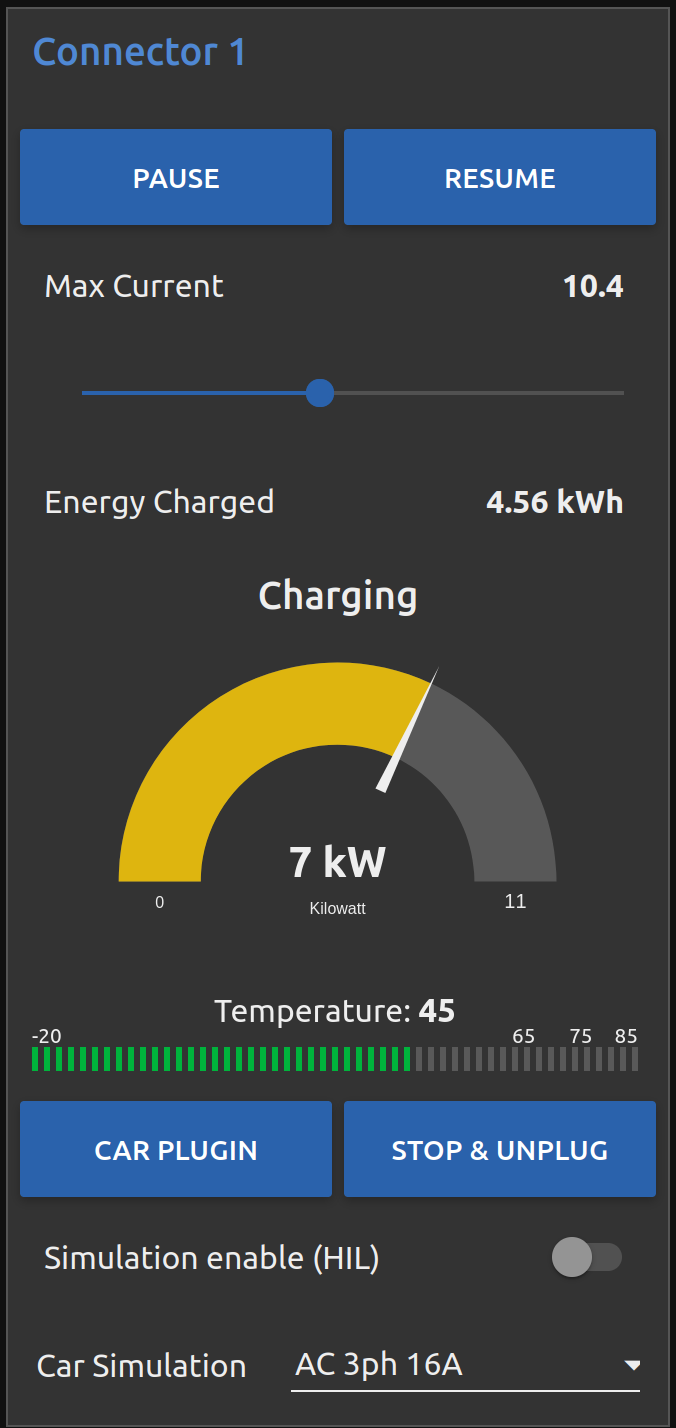 Connector 1
PAUSE RESUME
Max Current 10.4
Energy Charged 4.56 kWh
Charging
7 kW
0 Kilowatt 11
Temperature: 45
-20 65 75 85
CAR PLUGIN STOP & UNPLUG
Simulation enable (HIL)
Car Simulation AC 3ph 16A